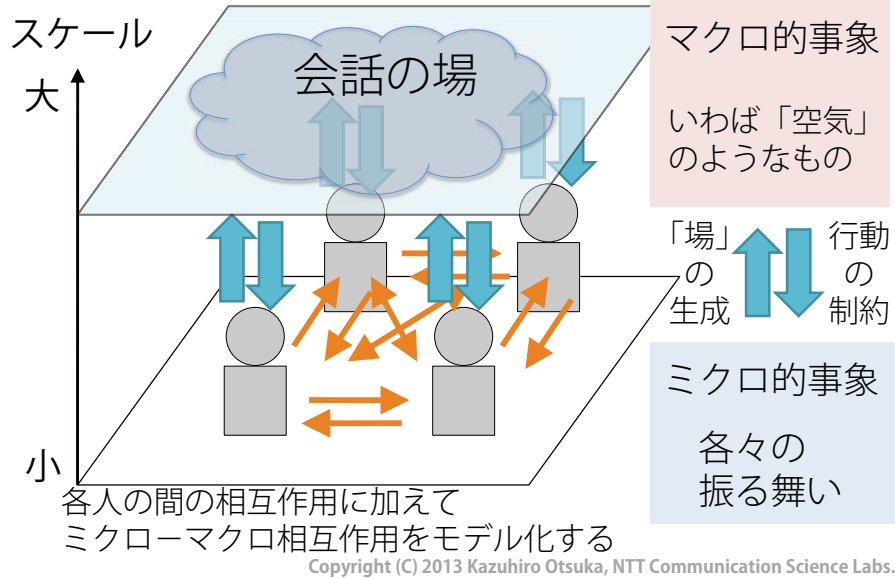 スケール
大
会話の場
マクロ的事象
いわば「空気」
のようなもの
「場」
の
生成
行動
の
制約
ミクロ的事象
各々の
振る舞い
小
各人の間の相互作用に加えて
ミクロ－マクロ相互作用をモデル化する
Copyright (C) 2013 Kazuhiro Otsuka, NTT Communication Science Labs.